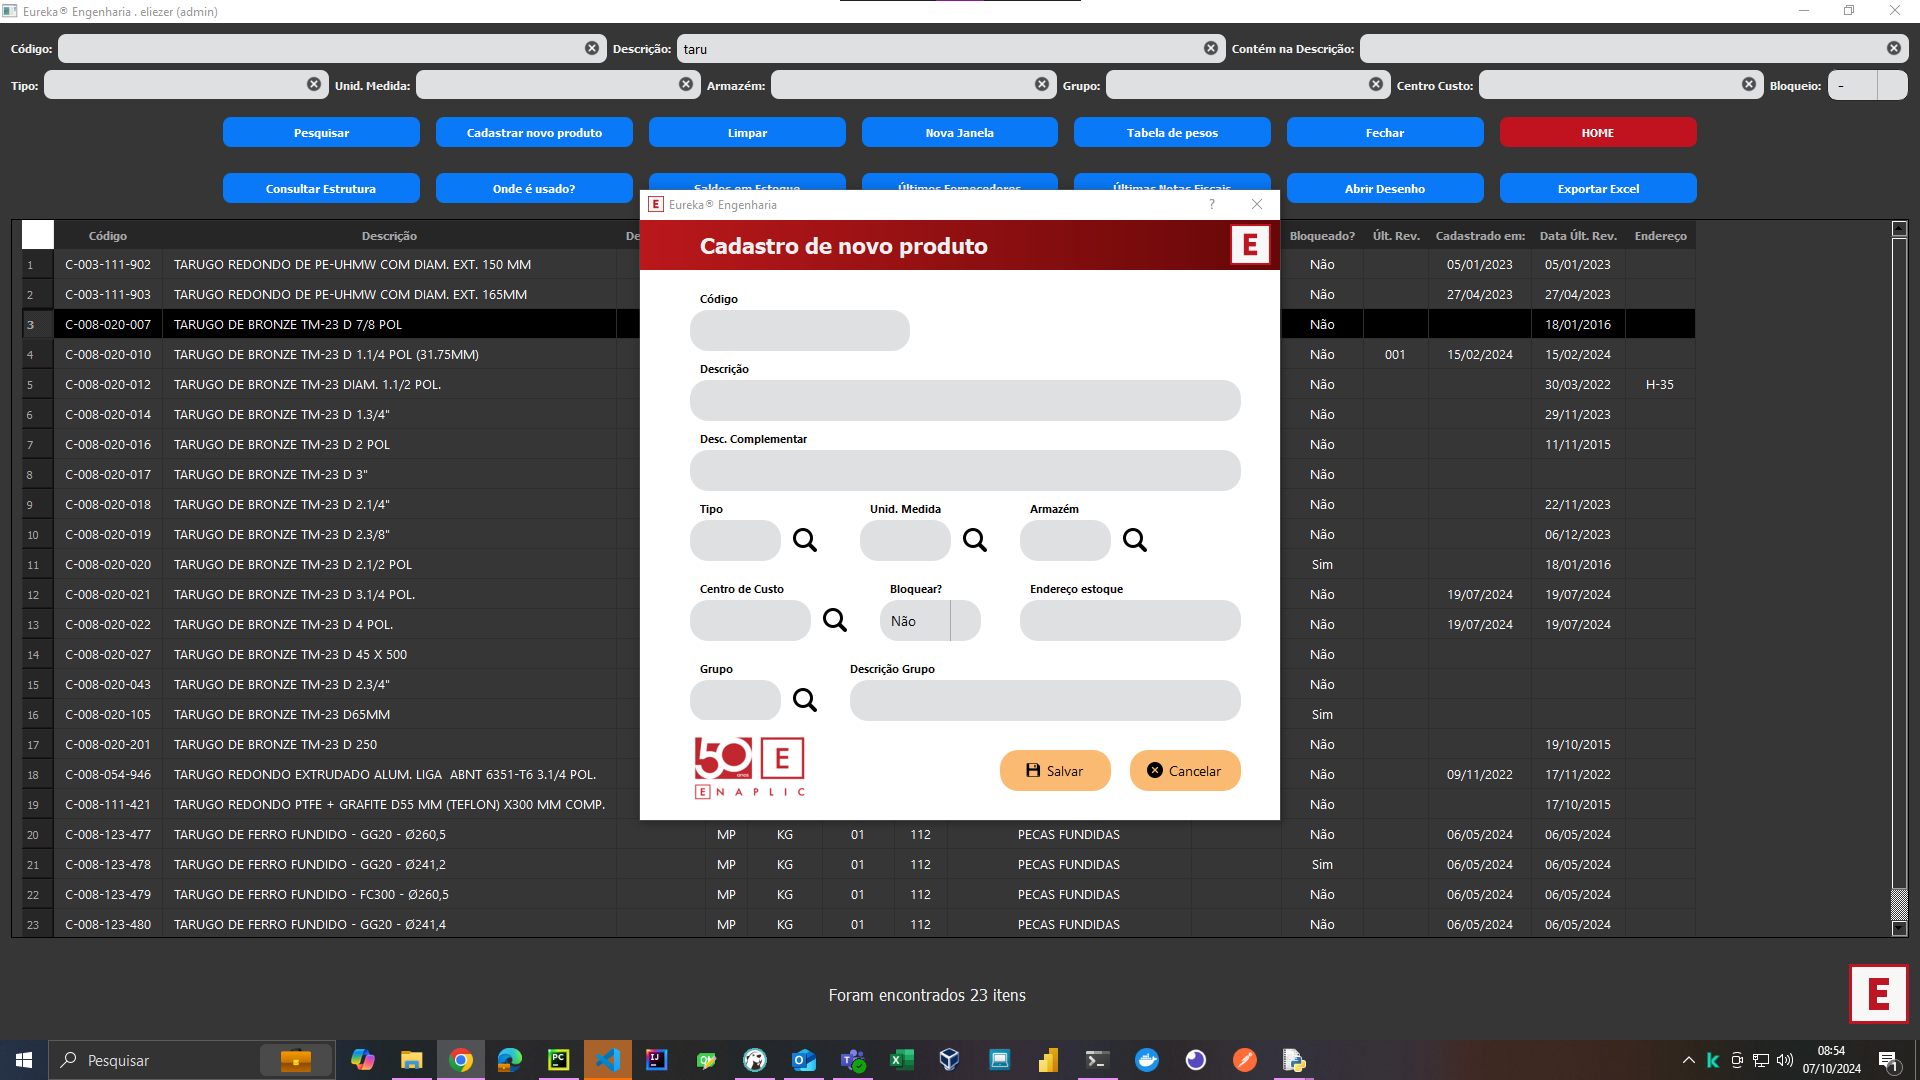 Eureka® Engenharia . eliezer (admin)
Código: Descrição: taru Contém na Descrição:
Tipo: Unid. Medida: Armazém: Grupo: Centro Custo: Bloqueio: -
Pesquisar Cadastrar novo produto Limpar Nova Janela Tabela de pesos Fechar HOME
Consultar Estrutura Onde é usado? Saldos em Estoque Últimos Fornecedores Últimas Notas Fiscais Abrir Desenho Exportar Excel
Código Descrição De Bloqueado? Últ. Rev. Cadastrado em: Data Últ. Rev. Endereço
1 C-003-111-902 TARUGO REDONDO DE PE-UHMW COM DIAM. EXT. 150 MM Não 05/01/2023 05/01/2023
2 C-003-111-903 TARUGO REDONDO DE PE-UHMW COM DIAM. EXT. 165MM Não 27/04/2023 27/04/2023
3 C-008-020-007 TARUGO DE BRONZE TM-23 D 7/8 POL Não 18/01/2016
4 C-008-020-010 TARUGO DE BRONZE TM-23 D 1.1/4 POL (31.75MM) Não 001 15/02/2024 15/02/2024
5 C-008-020-012 TARUGO DE BRONZE TM-23 DIAM. 1.1/2 POL. Não 30/03/2022 H-35
6 C-008-020-014 TARUGO DE BRONZE TM-23 D 1.3/4" Não 29/11/2023
7 C-008-020-016 TARUGO DE BRONZE TM-23 D 2 POL Não 11/11/2015
8 C-008-020-017 TARUGO DE BRONZE TM-23 D 3" Não
9 C-008-020-018 TARUGO DE BRONZE TM-23 D 2.1/4" Não 22/11/2023
10 C-008-020-019 TARUGO DE BRONZE TM-23 D 2.3/8" Não 06/12/2023
11 C-008-020-020 TARUGO DE BRONZE TM-23 D 2.1/2 POL Sim 18/01/2016
12 C-008-020-021 TARUGO DE BRONZE TM-23 D 3.1/4 POL. Não 19/07/2024 19/07/2024
13 C-008-020-022 TARUGO DE BRONZE TM-23 D 4 POL. Não 19/07/2024 19/07/2024
14 C-008-020-027 TARUGO DE BRONZE TM-23 D 45 X 500 Não
15 C-008-020-043 TARUGO DE BRONZE TM-23 D 2.3/4" Não
16 C-008-020-105 TARUGO DE BRONZE TM-23 D65MM Sim
17 C-008-020-201 TARUGO DE BRONZE TM-23 D 250 Não 19/10/2015
18 C-008-054-946 TARUGO REDONDO EXTRUDADO ALUM. LIGA ABNT 6351-T6 3.1/4 POL. Não 09/11/2022 17/11/2022
19 C-008-111-421 TARUGO REDONDO PTFE + GRAFITE D55 MM (TEFLON) X300 MM COMP. Não 17/10/2015
20 C-008-123-477 TARUGO DE FERRO FUNDIDO - GG20 - Ø260,5 MP KG 01 112 PECAS FUNDIDAS Não 06/05/2024 06/05/2024
21 C-008-123-478 TARUGO DE FERRO FUNDIDO - GG20 - Ø241,2 MP KG 01 112 PECAS FUNDIDAS Sim 06/05/2024 06/05/2024
22 C-008-123-479 TARUGO DE FERRO FUNDIDO - FC300 - Ø260,5 MP KG 01 112 PECAS FUNDIDAS Não 06/05/2024 06/05/2024
23 C-008-123-480 TARUGO DE FERRO FUNDIDO - GG20 - Ø241,4 MP KG 01 112 PECAS FUNDIDAS Não 06/05/2024 06/05/2024
E Eureka® Engenharia ?
Cadastro de novo produto E
Código
Descrição
Desc. Complementar
Tipo Unid. Medida Armazém
Centro de Custo Bloquear? Endereço estoque
Não
Grupo Descrição Grupo
50 anos E
ENAPLIC
Salvar Cancelar
Foram encontrados 23 itens
E
Pesquisar
08:54
07/10/2024
1